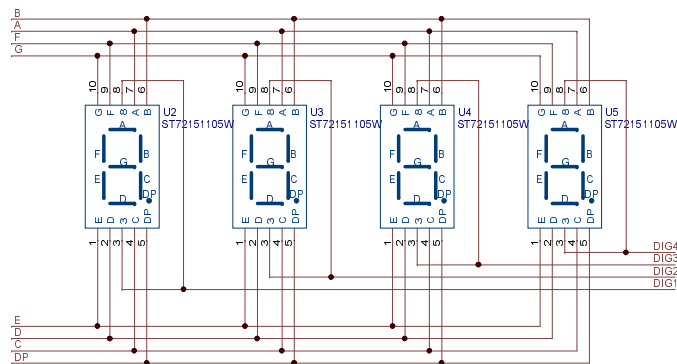 B
A
F
G
10 9 8 7 6 10 9 8 7 6 10 9 8 7 6 10 9 8 7 6
G F 8 A B U2 G F 8 A B U3 G F 8 A B U4 G F 8 A B U5
ST72151105W ST72151105W ST72151105W ST72151105W
A A A A
F B F B F B F B
G G G G
E C E C E C E C
D DP D DP D DP D DP
E D 3 C DP E D 3 C DP E D 3 C DP E D 3 C DP
1 2 3 4 5 1 2 3 4 5 1 2 3 4 5 1 2 3 4 5
DIG4
DIG3
DIG2
DIG1
E
D
C
DP